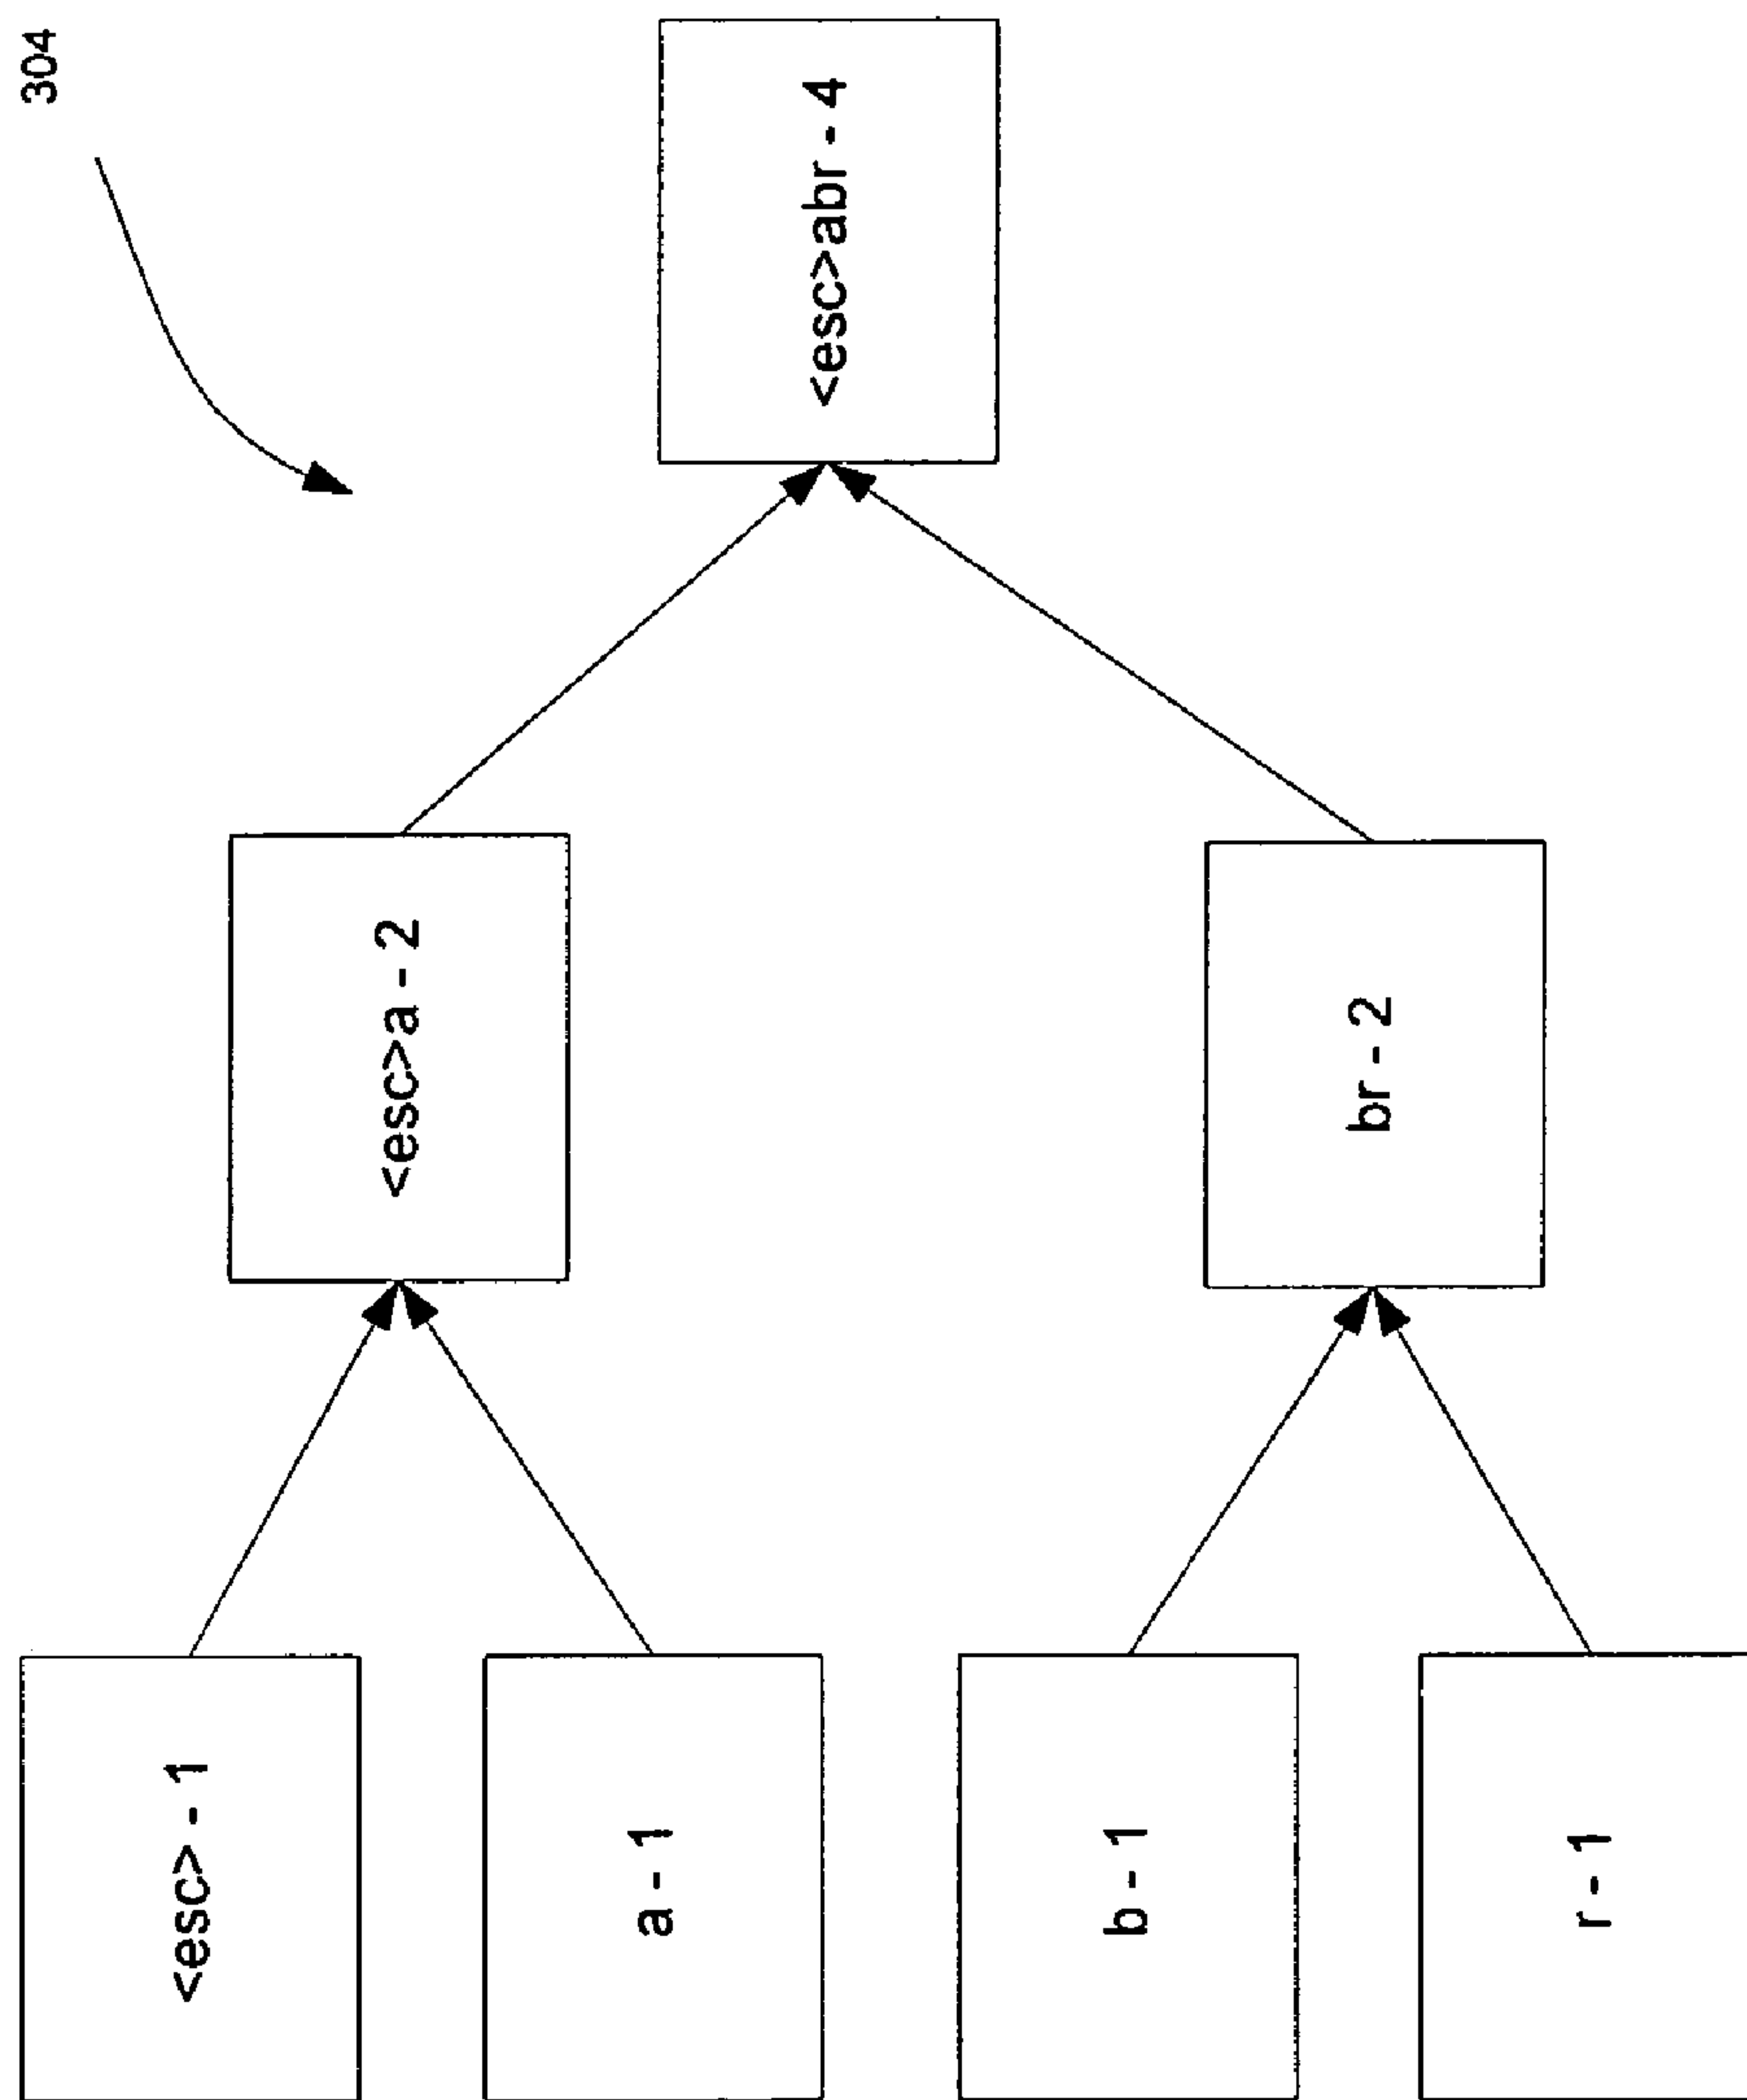 304
<esc>abr - 4
<esc>a - 2
br - 2
<esc> - 1
a - 1
b - 1
r - 1